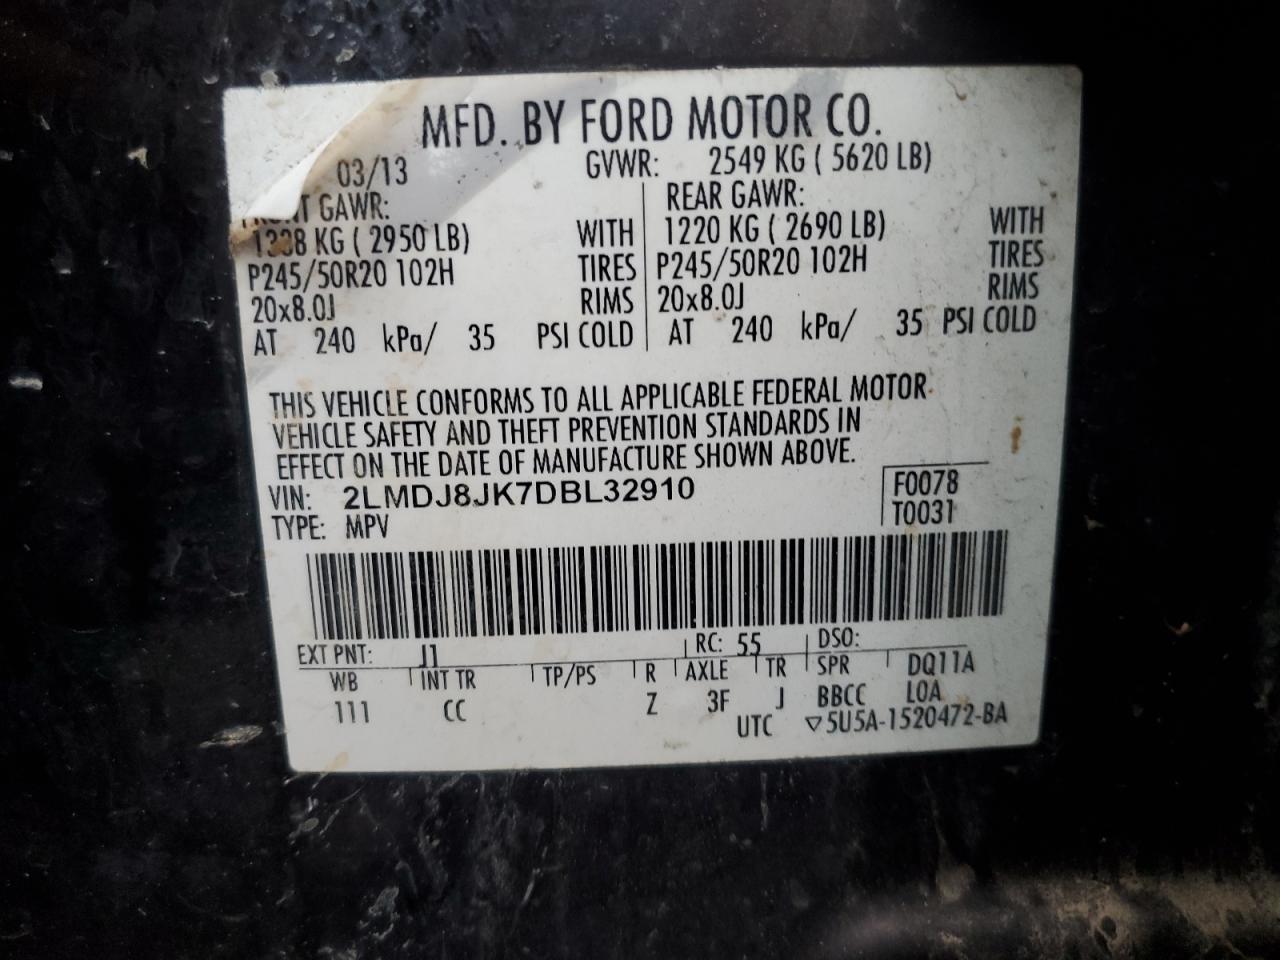 MFD. BY FORD MOTOR CO.
03/13 GVWR: 2549 KG ( 5620 LB)
FRONT GAWR: REAR GAWR:
1338 KG ( 2950 LB) WITH 1220 KG ( 2690 LB) WITH
P245/50R20 102H TIRES P245/50R20 102H TIRES
20x8.0J RIMS 20x8.0J RIMS
AT 240 kPa/ 35 PSI COLD AT 240 kPa/ 35 PSI COLD
THIS VEHICLE CONFORMS TO ALL APPLICABLE FEDERAL MOTOR
VEHICLE SAFETY AND THEFT PREVENTION STANDARDS IN
EFFECT ON THE DATE OF MANUFACTURE SHOWN ABOVE.
VIN: 2LMDJ8JK7DBL32910 F0078
TYPE: MPV T0031
EXT PNT: J1 RC: 55 DSO:
WB INT TR TP/PS R AXLE TR SPR DQ11A
111 CC Z 3F J BBCC LOA
UTC ▽5U5A-1520472-BA